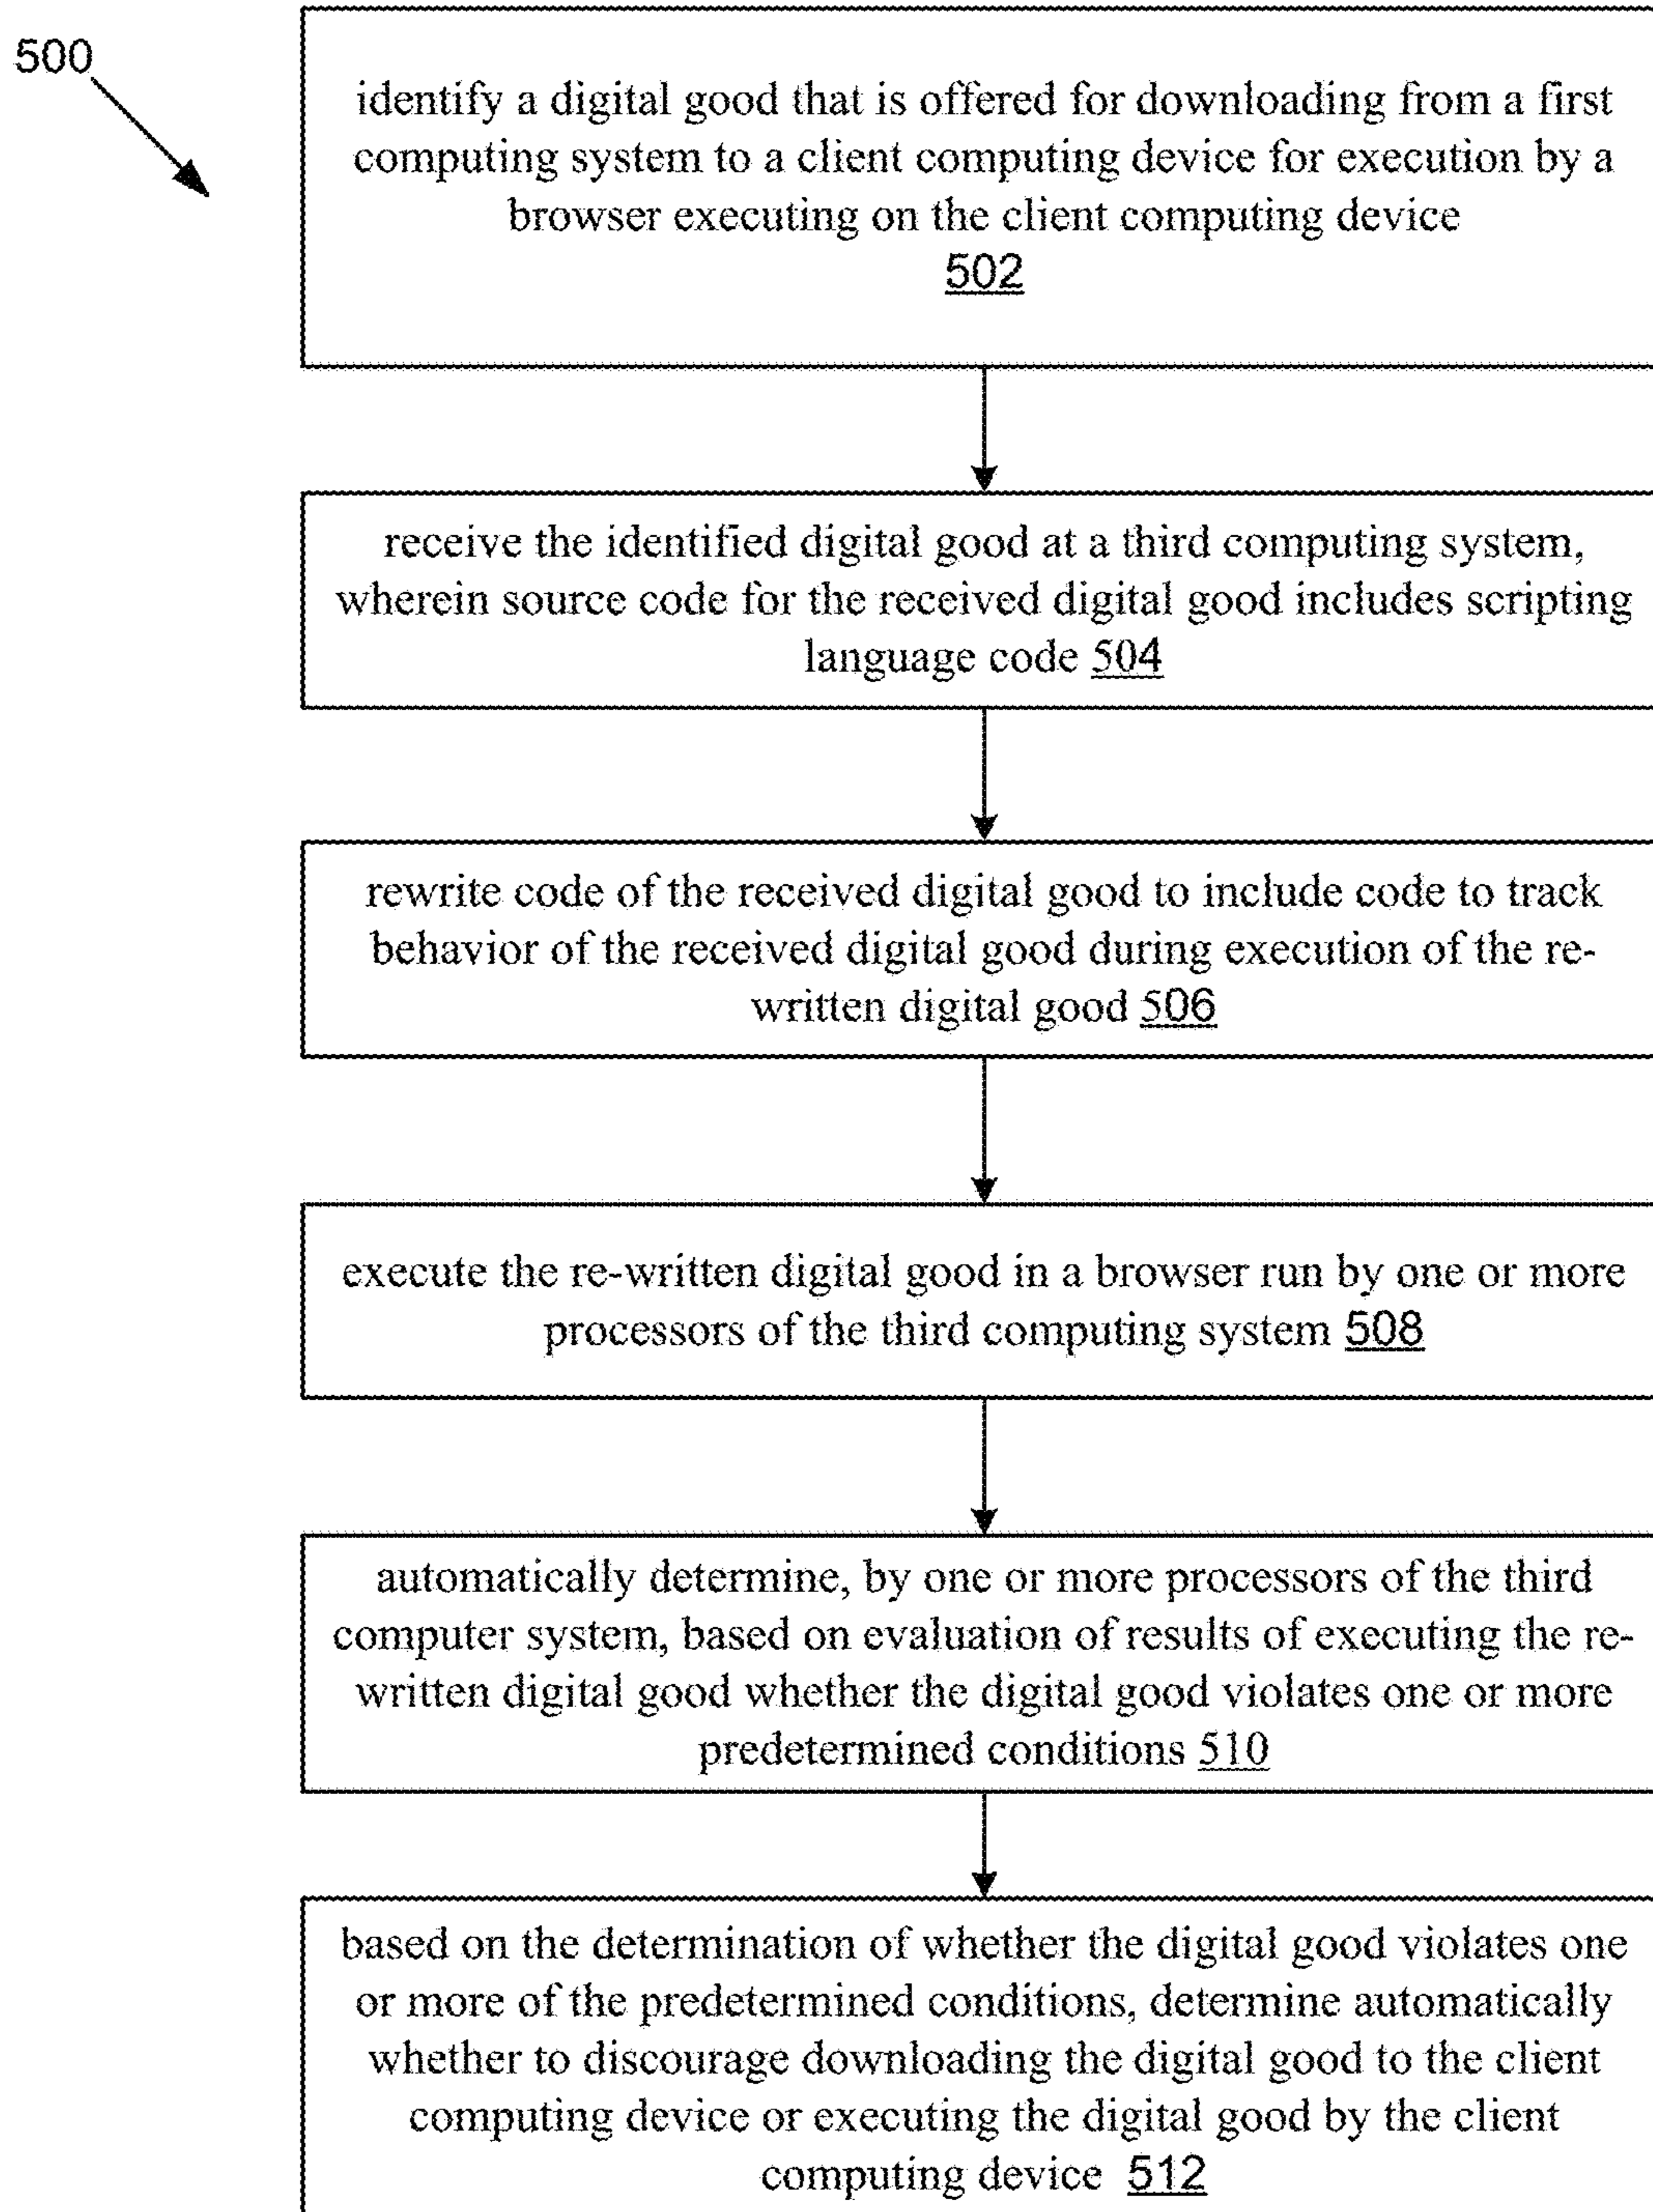 500
identify a digital good that is offered for downloading from a first
computing system to a client computing device for execution by a
browser executing on the client computing device
502
receive the identified digital good at a third computing system,
wherein source code for the received digital good includes scripting
language code 504
rewrite code of the received digital good to include code to track
behavior of the received digital good during execution of the re-
written digital good 506
execute the re-written digital good in a browser run by one or more
processors of the third computing system 508
automatically determine, by one or more processors of the third
computer system, based on evaluation of results of executing the re-
written digital good whether the digital good violates one or more
predetermined conditions 510
based on the determination of whether the digital good violates one
or more of the predetermined conditions, determine automatically
whether to discourage downloading the digital good to the client
computing device or executing the digital good by the client
computing device 512